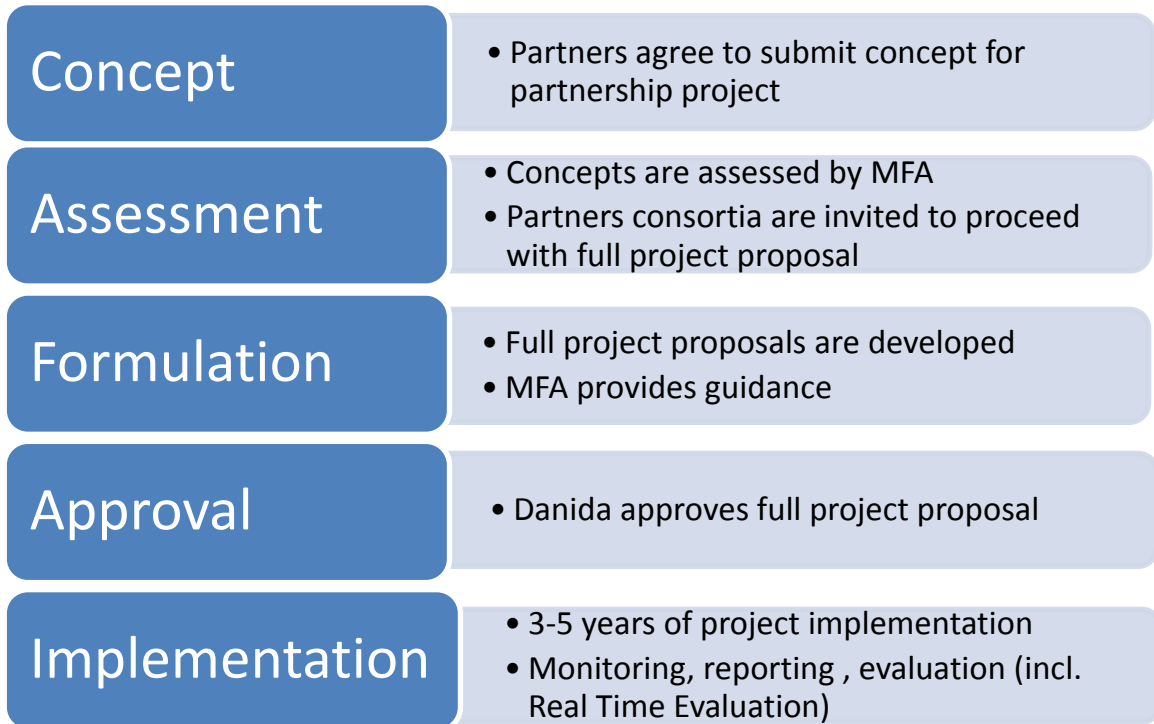 Concept
• Partners agree to submit concept for
partnership project
Assessment
• Concepts are assessed by MFA
• Partners consortia are invited to proceed
with full project proposal
Formulation
• Full project proposals are developed
• MFA provides guidance
Approval
• Danida approves full project proposal
Implementation
• 3-5 years of project implementation
• Monitoring, reporting , evaluation (incl.
Real Time Evaluation)